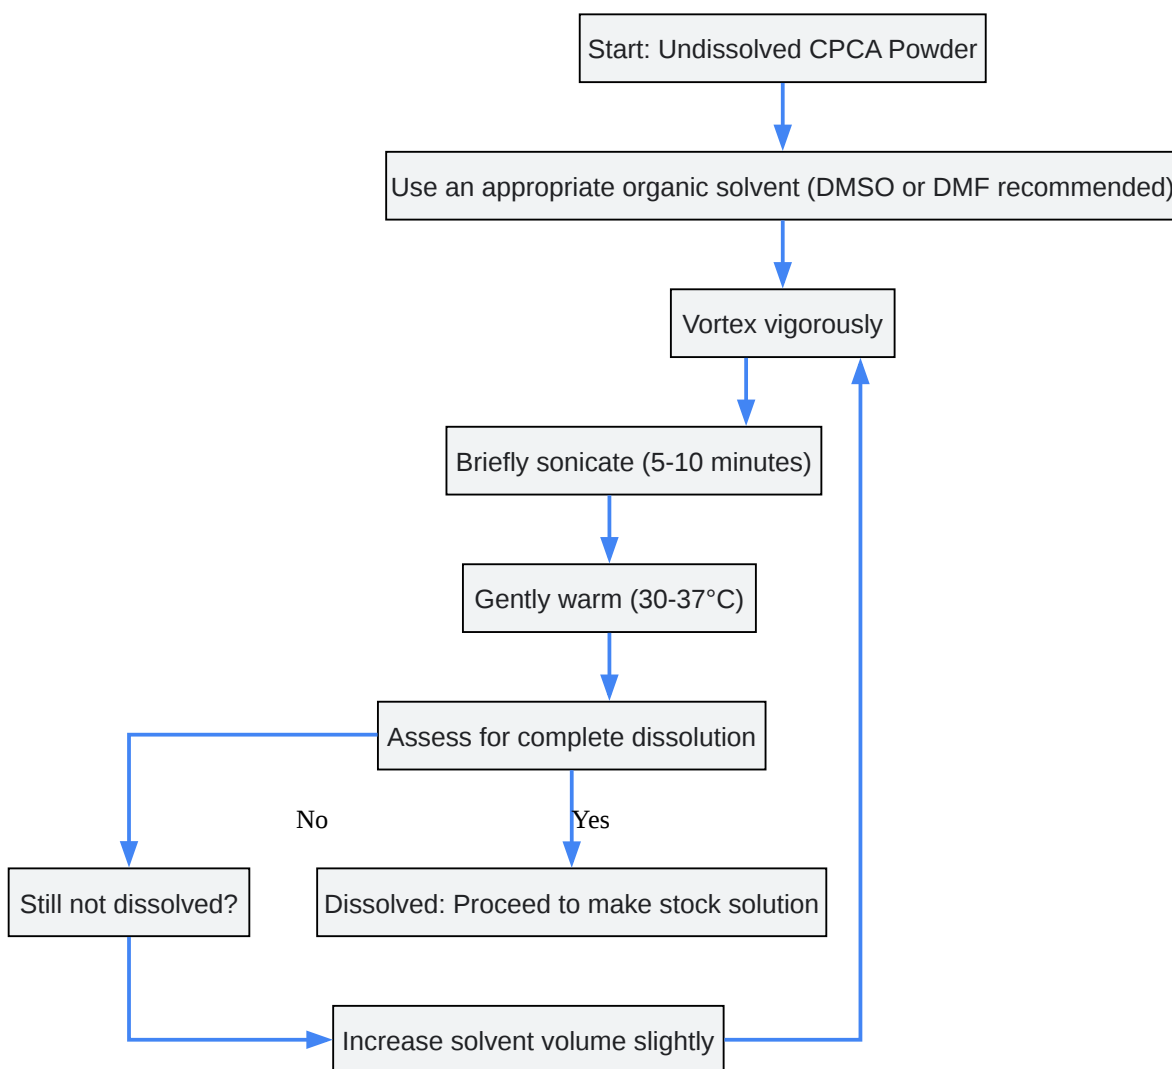 Start: Undissolved CPCA Powder
Use an appropriate organic solvent (DMSO or DMF recommended)
Vortex vigorously
Briefly sonicate (5-10 minutes)
Gently warm (30-37°C)
Assess for complete dissolution
No
Yes
Still not dissolved?
Dissolved: Proceed to make stock solution
Increase solvent volume slightly